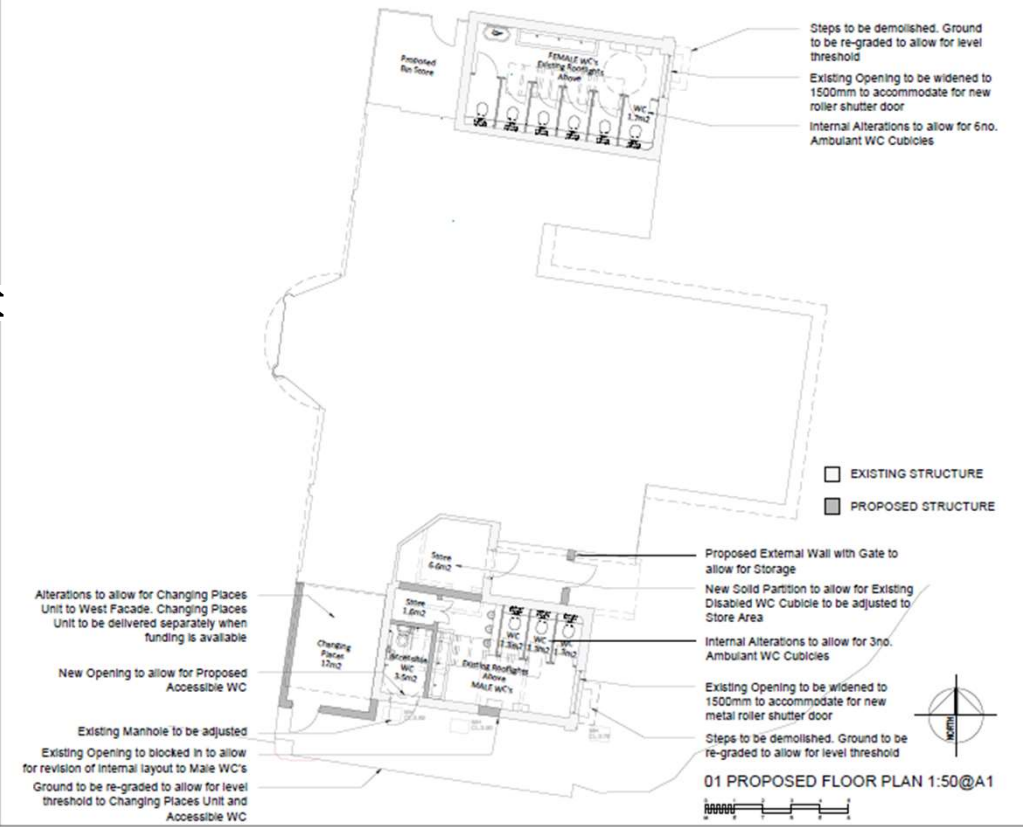 Steps to be demolished. Ground
to be re-graded to allow for level
threshold
Existing Opening to be widened to
1500mm to accommodate for new
roller shutter door
Internal Alterations to allow for 6no.
Ambulant WC Cubicles
Proposed
Bin Store
FEMALE WC's
Existing Rooflights
Above
WC
1.7m2
EXISTING STRUCTURE
PROPOSED STRUCTURE
Proposed External Wall with Gate to
allow for Storage
New Solid Partition to allow for Existing
Disabled WC Cubicle to be adjusted to
Store Area
Internal Alterations to allow for 3no.
Ambulant WC Cubicles
Existing Opening to be widened to
1500mm to accommodate for new
metal roller shutter door
Steps to be demolished. Ground to be
re-graded to allow for level threshold
Alterations to allow for Changing Places
Unit to West Facade. Changing Places
Unit to be delivered separately when
funding is available
New Opening to allow for Proposed
Accessible WC
Existing Manhole to be adjusted
Existing Opening to blocked in to allow
for revision of internal layout to Male WC's
Ground to be re-graded to allow for level
threshold to Changing Places Unit and
Accessible WC
Store
6.6m2
Store
1.6m2
Changing
Places
12m2
Accessible
WC
3.5m2
WC
WC
WC
Existing Rooflights
Above
MALE WC's
NORTH
01 PROPOSED FLOOR PLAN 1:50@A1